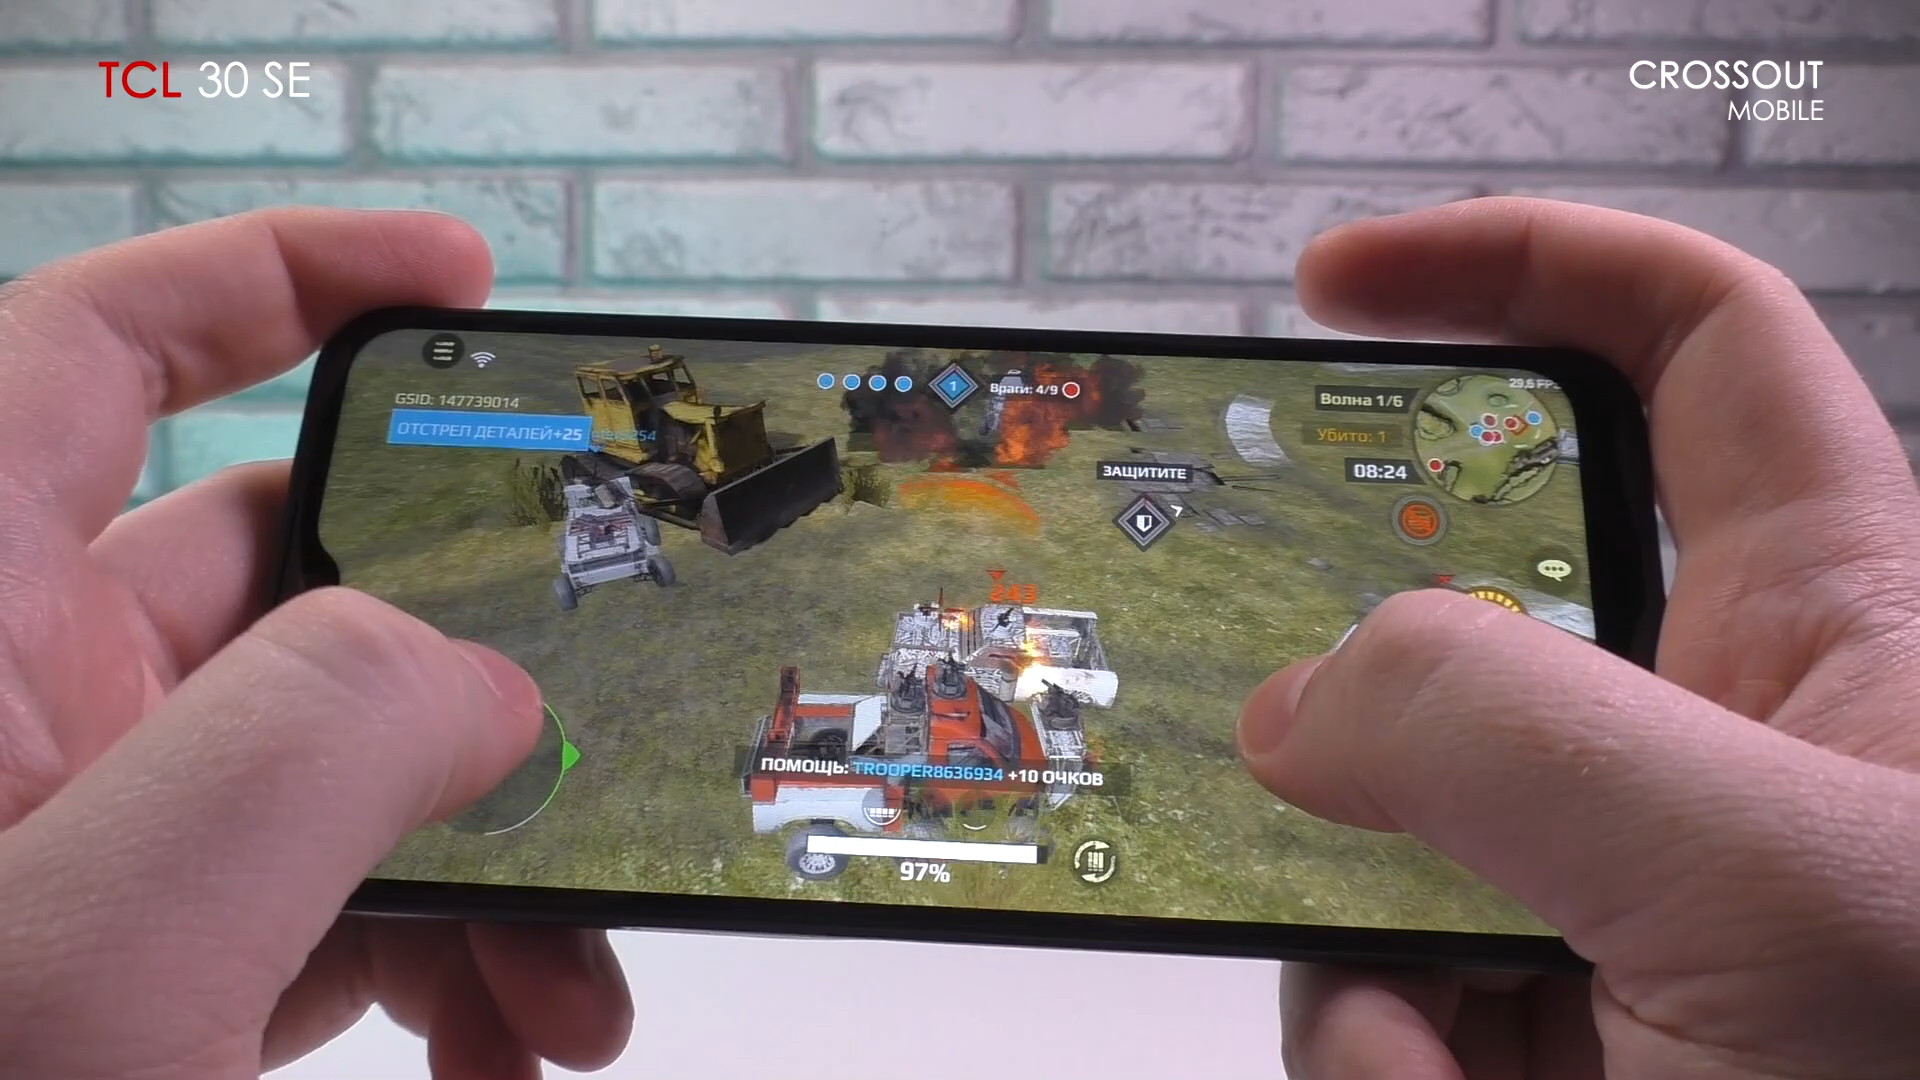 TCL 30 SE
CROSSOUT
MOBILE
GSID: 147739014
ОТСТРЕЛ ДЕТАЛЕЙ+25
1
Враги: 4/9
Волна 1/6
Убито: 1
08:24
ЗАЩИТИТЕ
243
ПОМОЩЬ: TROOPER8636934 +10 ОЧКОВ
97%